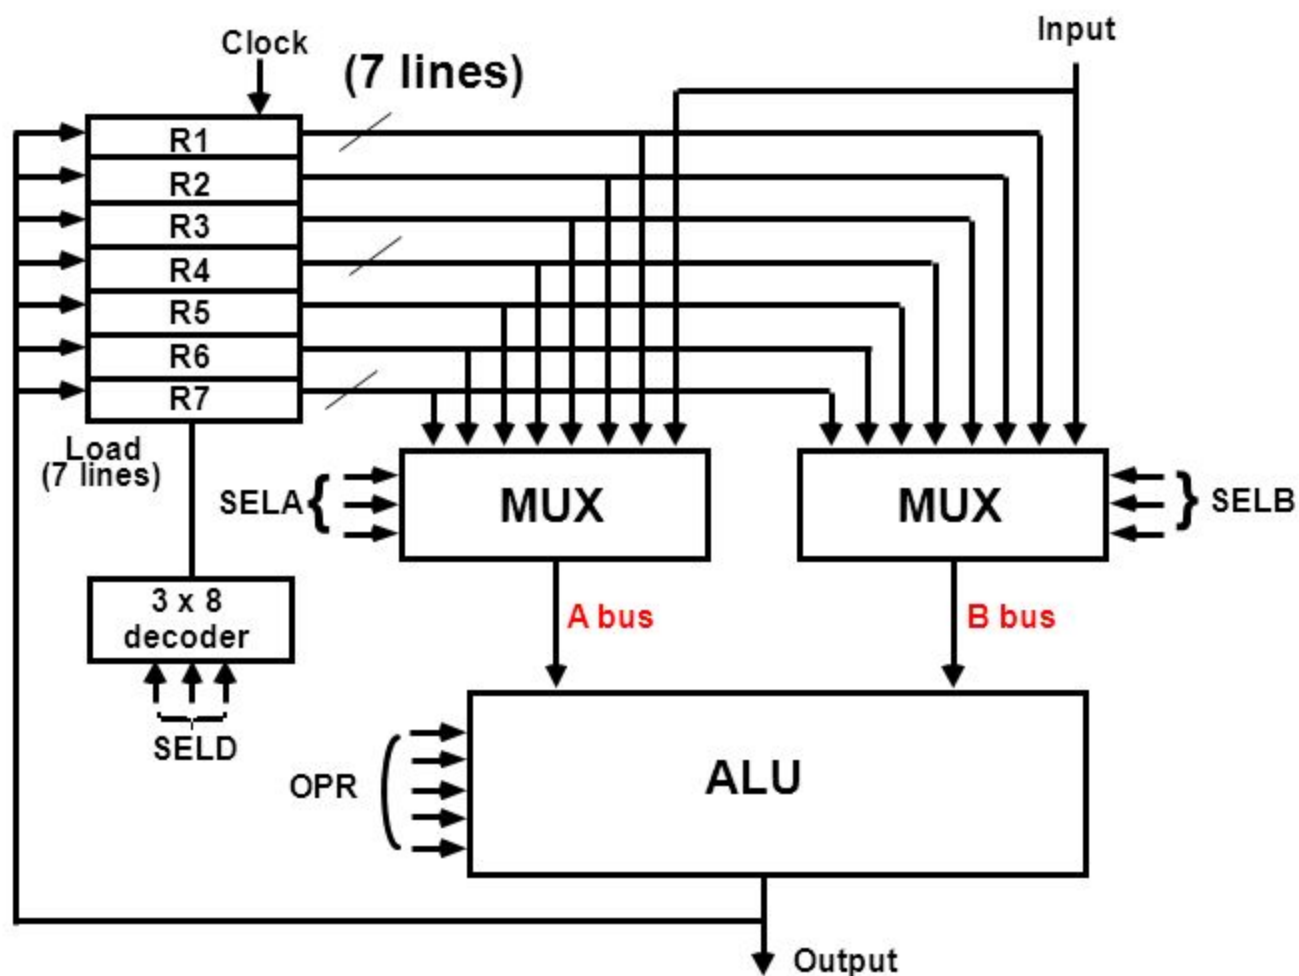 Clock
(7 lines)
Input
R1
R2
R3
R4
R5
R6
R7
Load
(7 lines)
SELA {
MUX
MUX
} SELB
3 x 8
decoder
A bus
B bus
SELD
OPR
ALU
Output